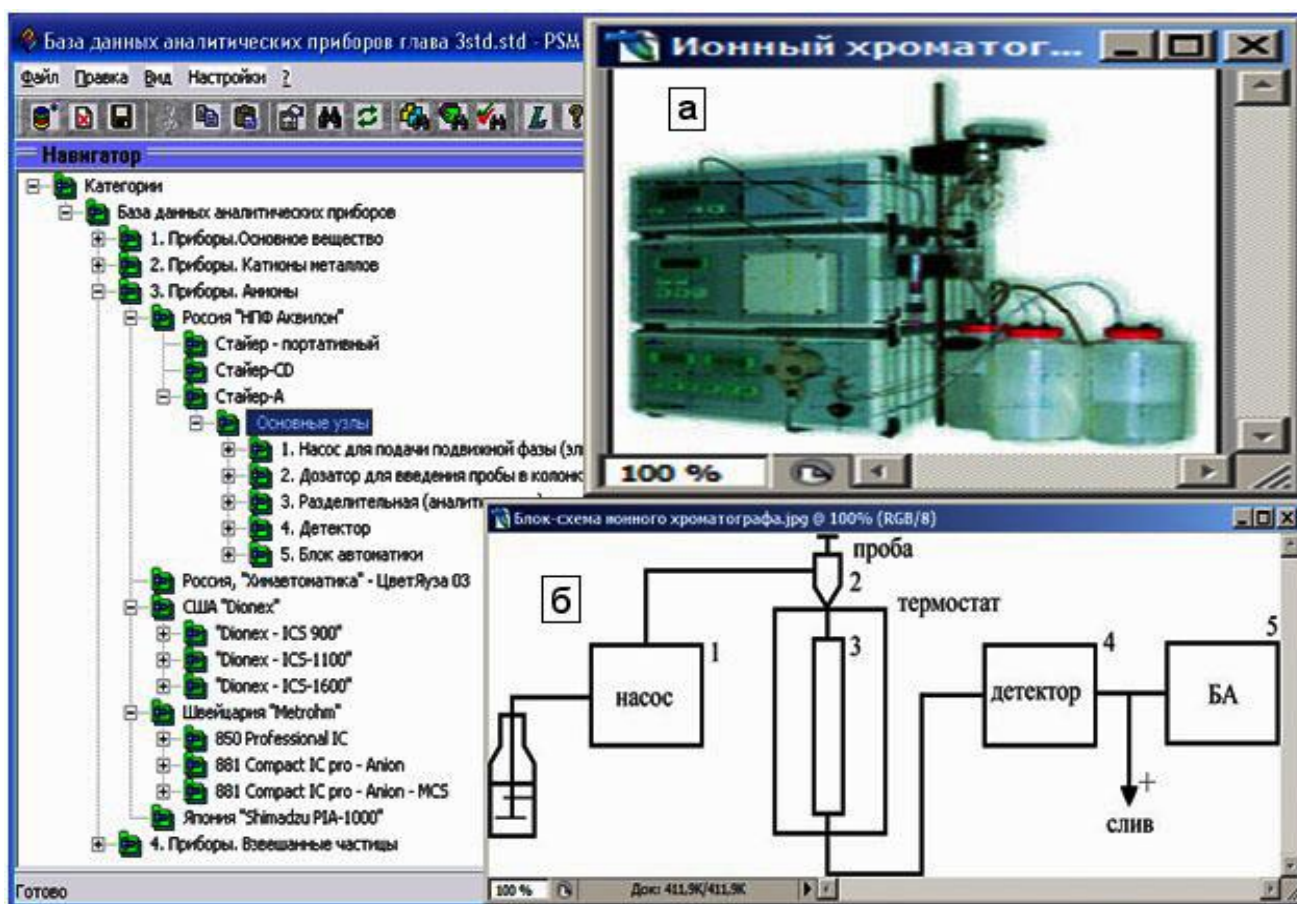 База данных аналитических приборов глава 3std.std - PSM
Файл Правка Вид Настройки ?
Навигатор
Категории
База данных аналитических приборов
1. Приборы.Основное вещество
2. Приборы. Катионы металлов
3. Приборы. Анионы
Россия "НПФ Аквилон"
Стайер - портативный
Стайер-CD
Стайер-А
Основные узлы
1. Насос для подачи подвижной фазы (эл
2. Дозатор для введения пробы в колонк
3. Разделительная (аналити
4. Детектор
5. Блок автоматики
Россия, "Химавтоматика" - ЦветЯуза 03
США "Dionex"
"Dionex - ICS 900"
"Dionex - ICS-1100"
"Dionex - ICS-1600"
Швейцария "Metrohm"
850 Professional IC
881 Compact IC pro - Anion
881 Compact IC pro - Anion - MCS
Япония "Shimadzu PIA-1000"
4. Приборы. Взвешанные частицы
Готово
Ионный хроматог...
а
100 %
Блок-схема ионного хроматографа.jpg @ 100% (RGB/8)
б
проба
2
термостат
1
насос
3
4
детектор
5
БА
+
слив
100 %
Док: 411,9K/411,9K